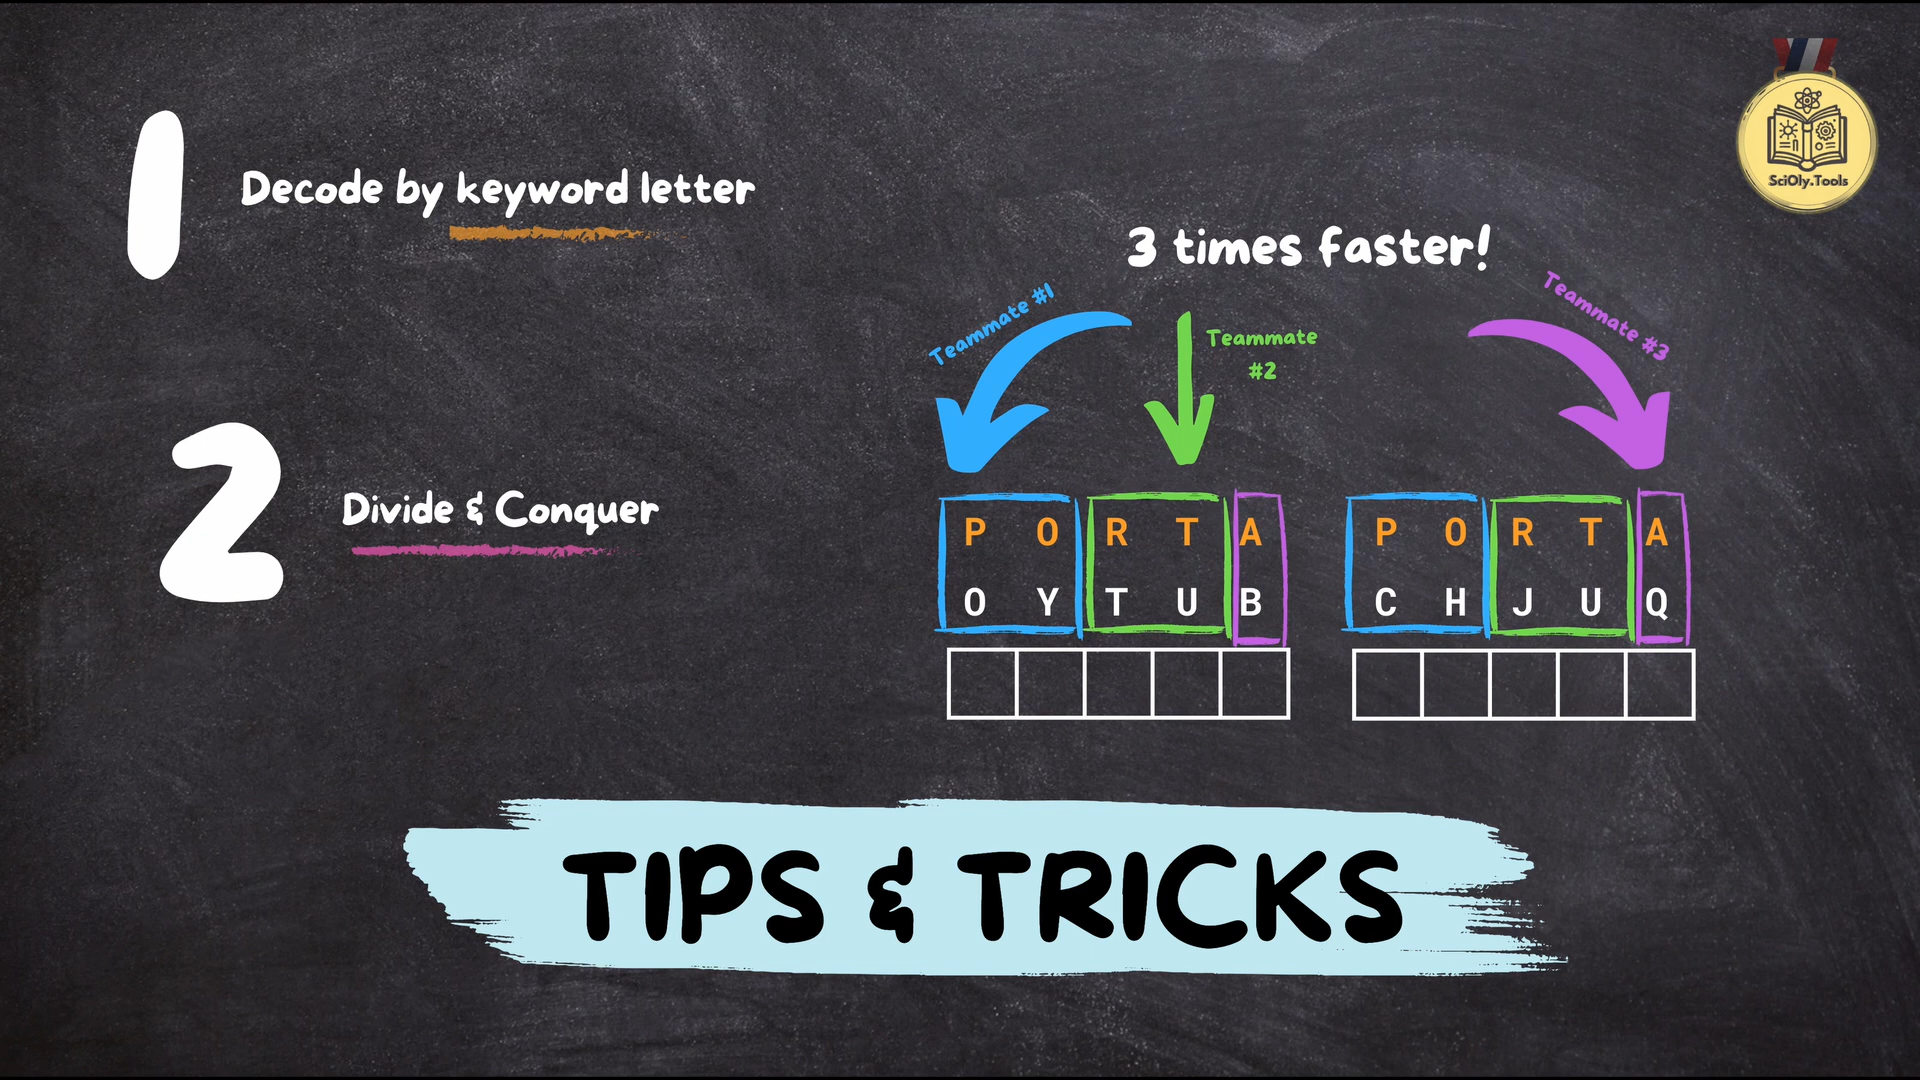 1
Decode by keyword letter
2
Divide & Conquer
SciOly.Tools
3 times faster!
Teammate #1
Teammate
#2
Teammate #3
P O R T A
O Y T U B
P O R T A
C H J U Q
TIPS & TRICKS